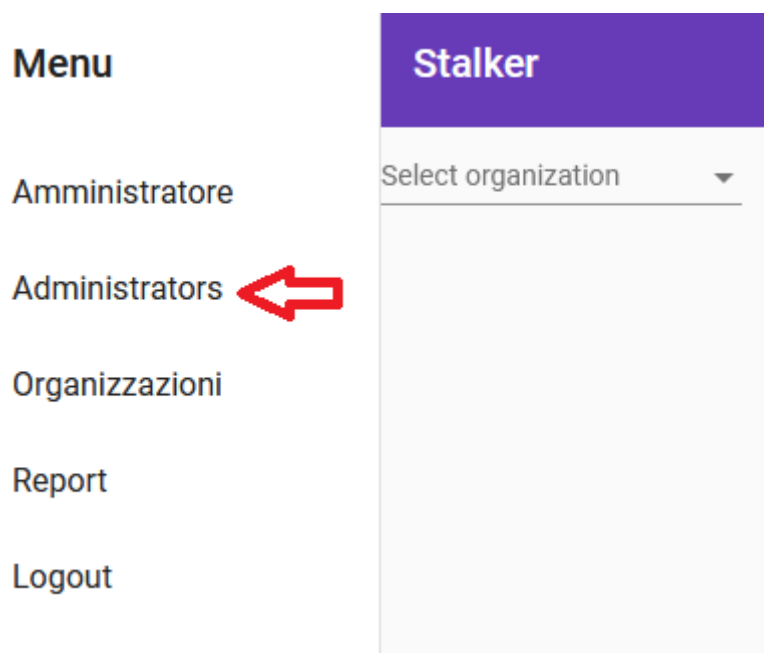 Menu
Stalker
Select organization
Amministratore
Administrators
Organizzazioni
Report
Logout